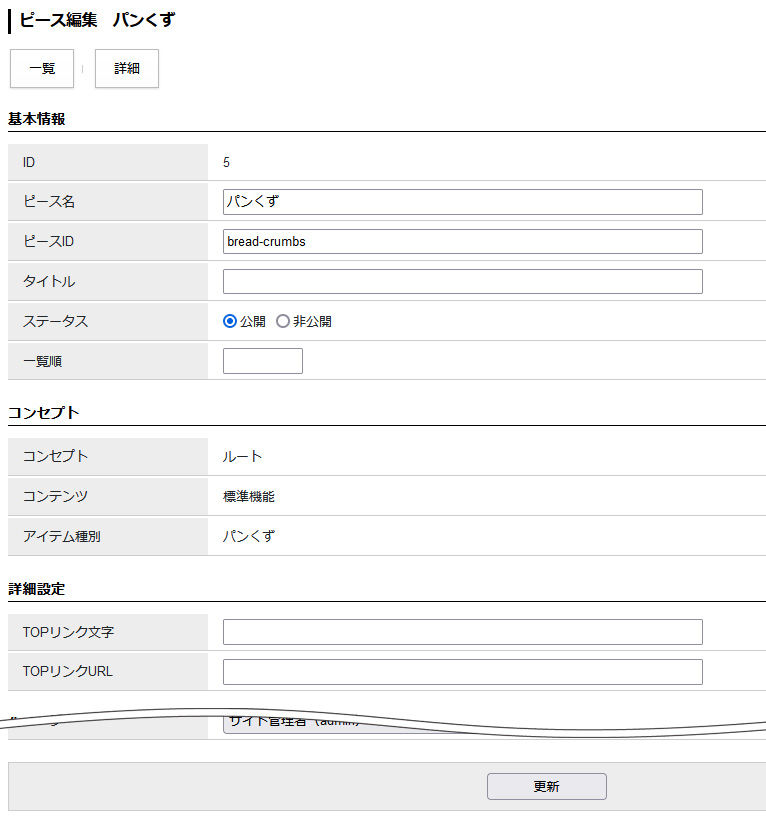 ピース編集　パンくず
一覧 詳細
基本情報
ID 5
ピース名 パンくず
ピースID bread-crumbs
タイトル
ステータス 公開 非公開
一覧順
コンセプト
コンセプト ルート
コンテンツ 標準機能
アイテム種別 パンくず
詳細設定
TOPリンク文字
TOPリンクURL
サイト管理者（admin）
更新